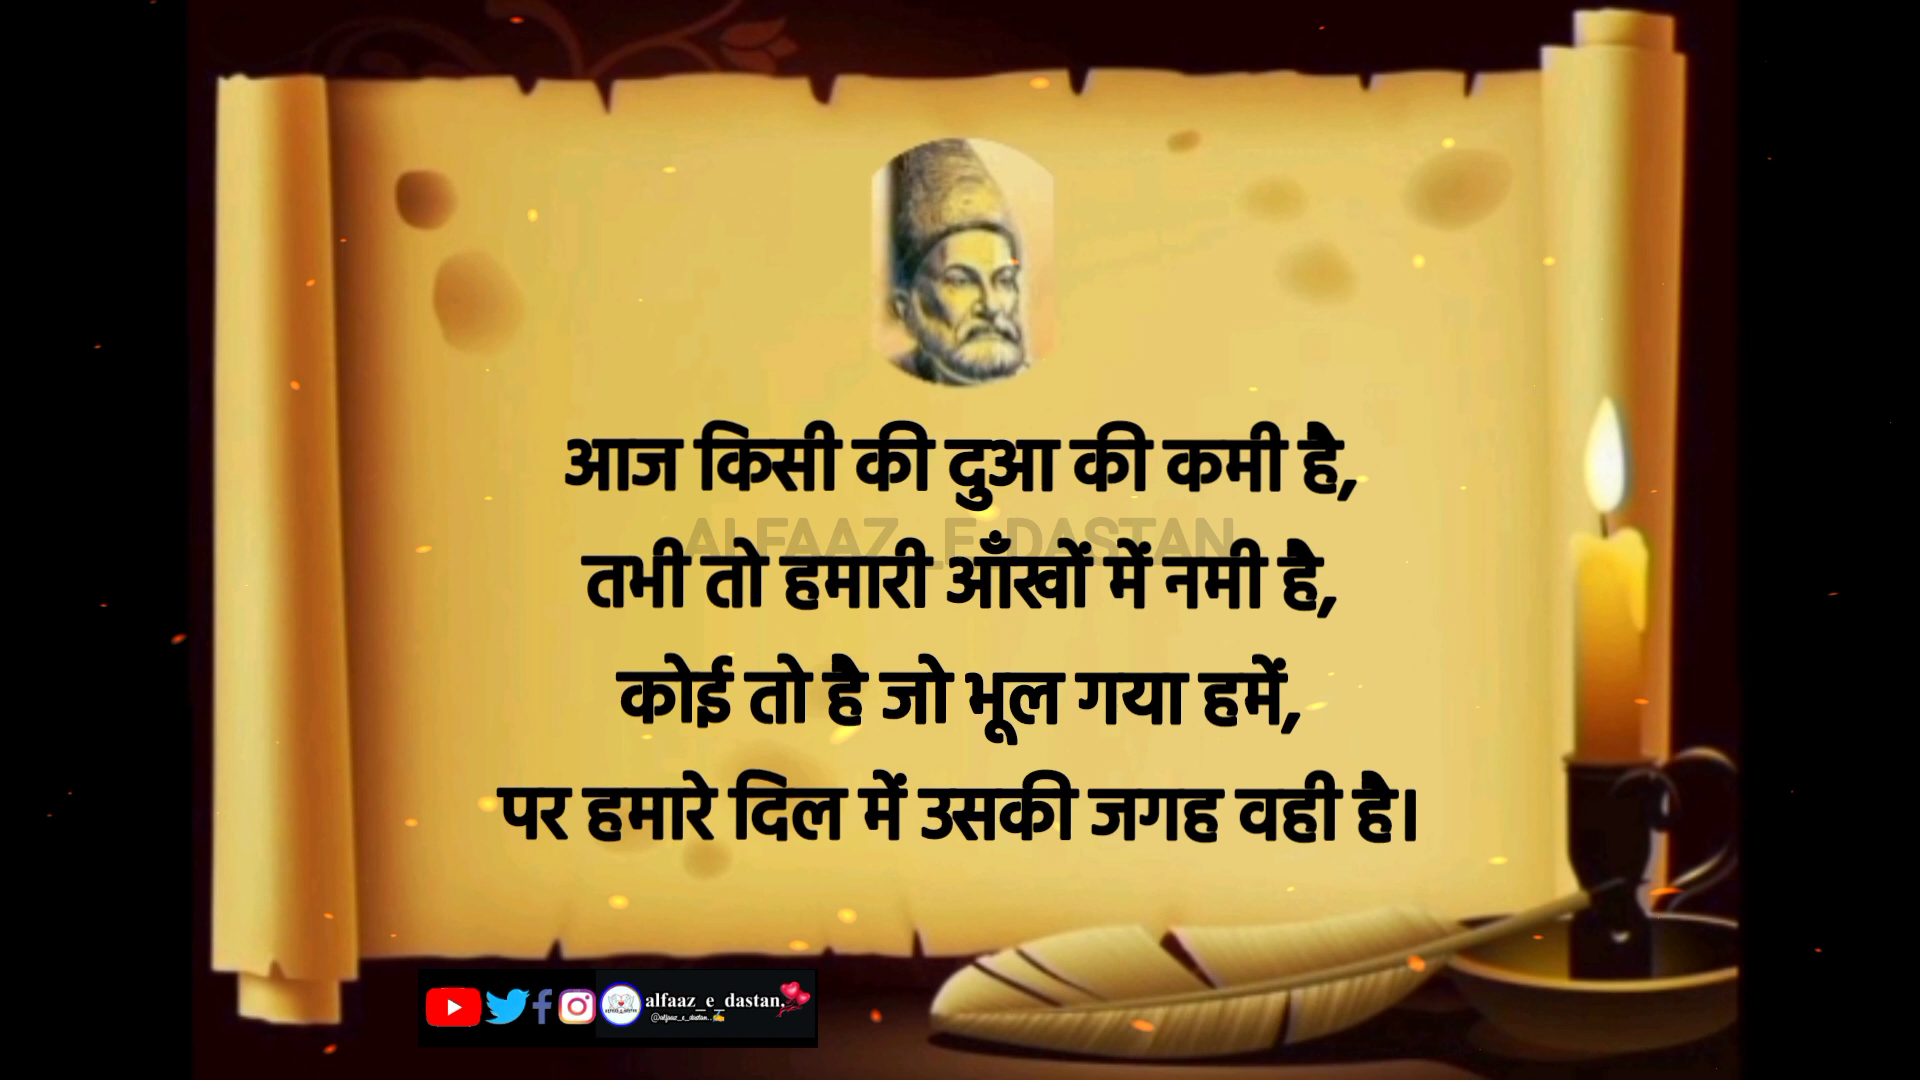 आज किसी की दुआ की कमी है,
ALFAAZ_E_DASTAN
तभी तो हमारी आँखों में नमी है,
कोई तो है जो भूल गया हमें,
पर हमारे दिल में उसकी जगह वही है।
alfaaz_e_dastan.